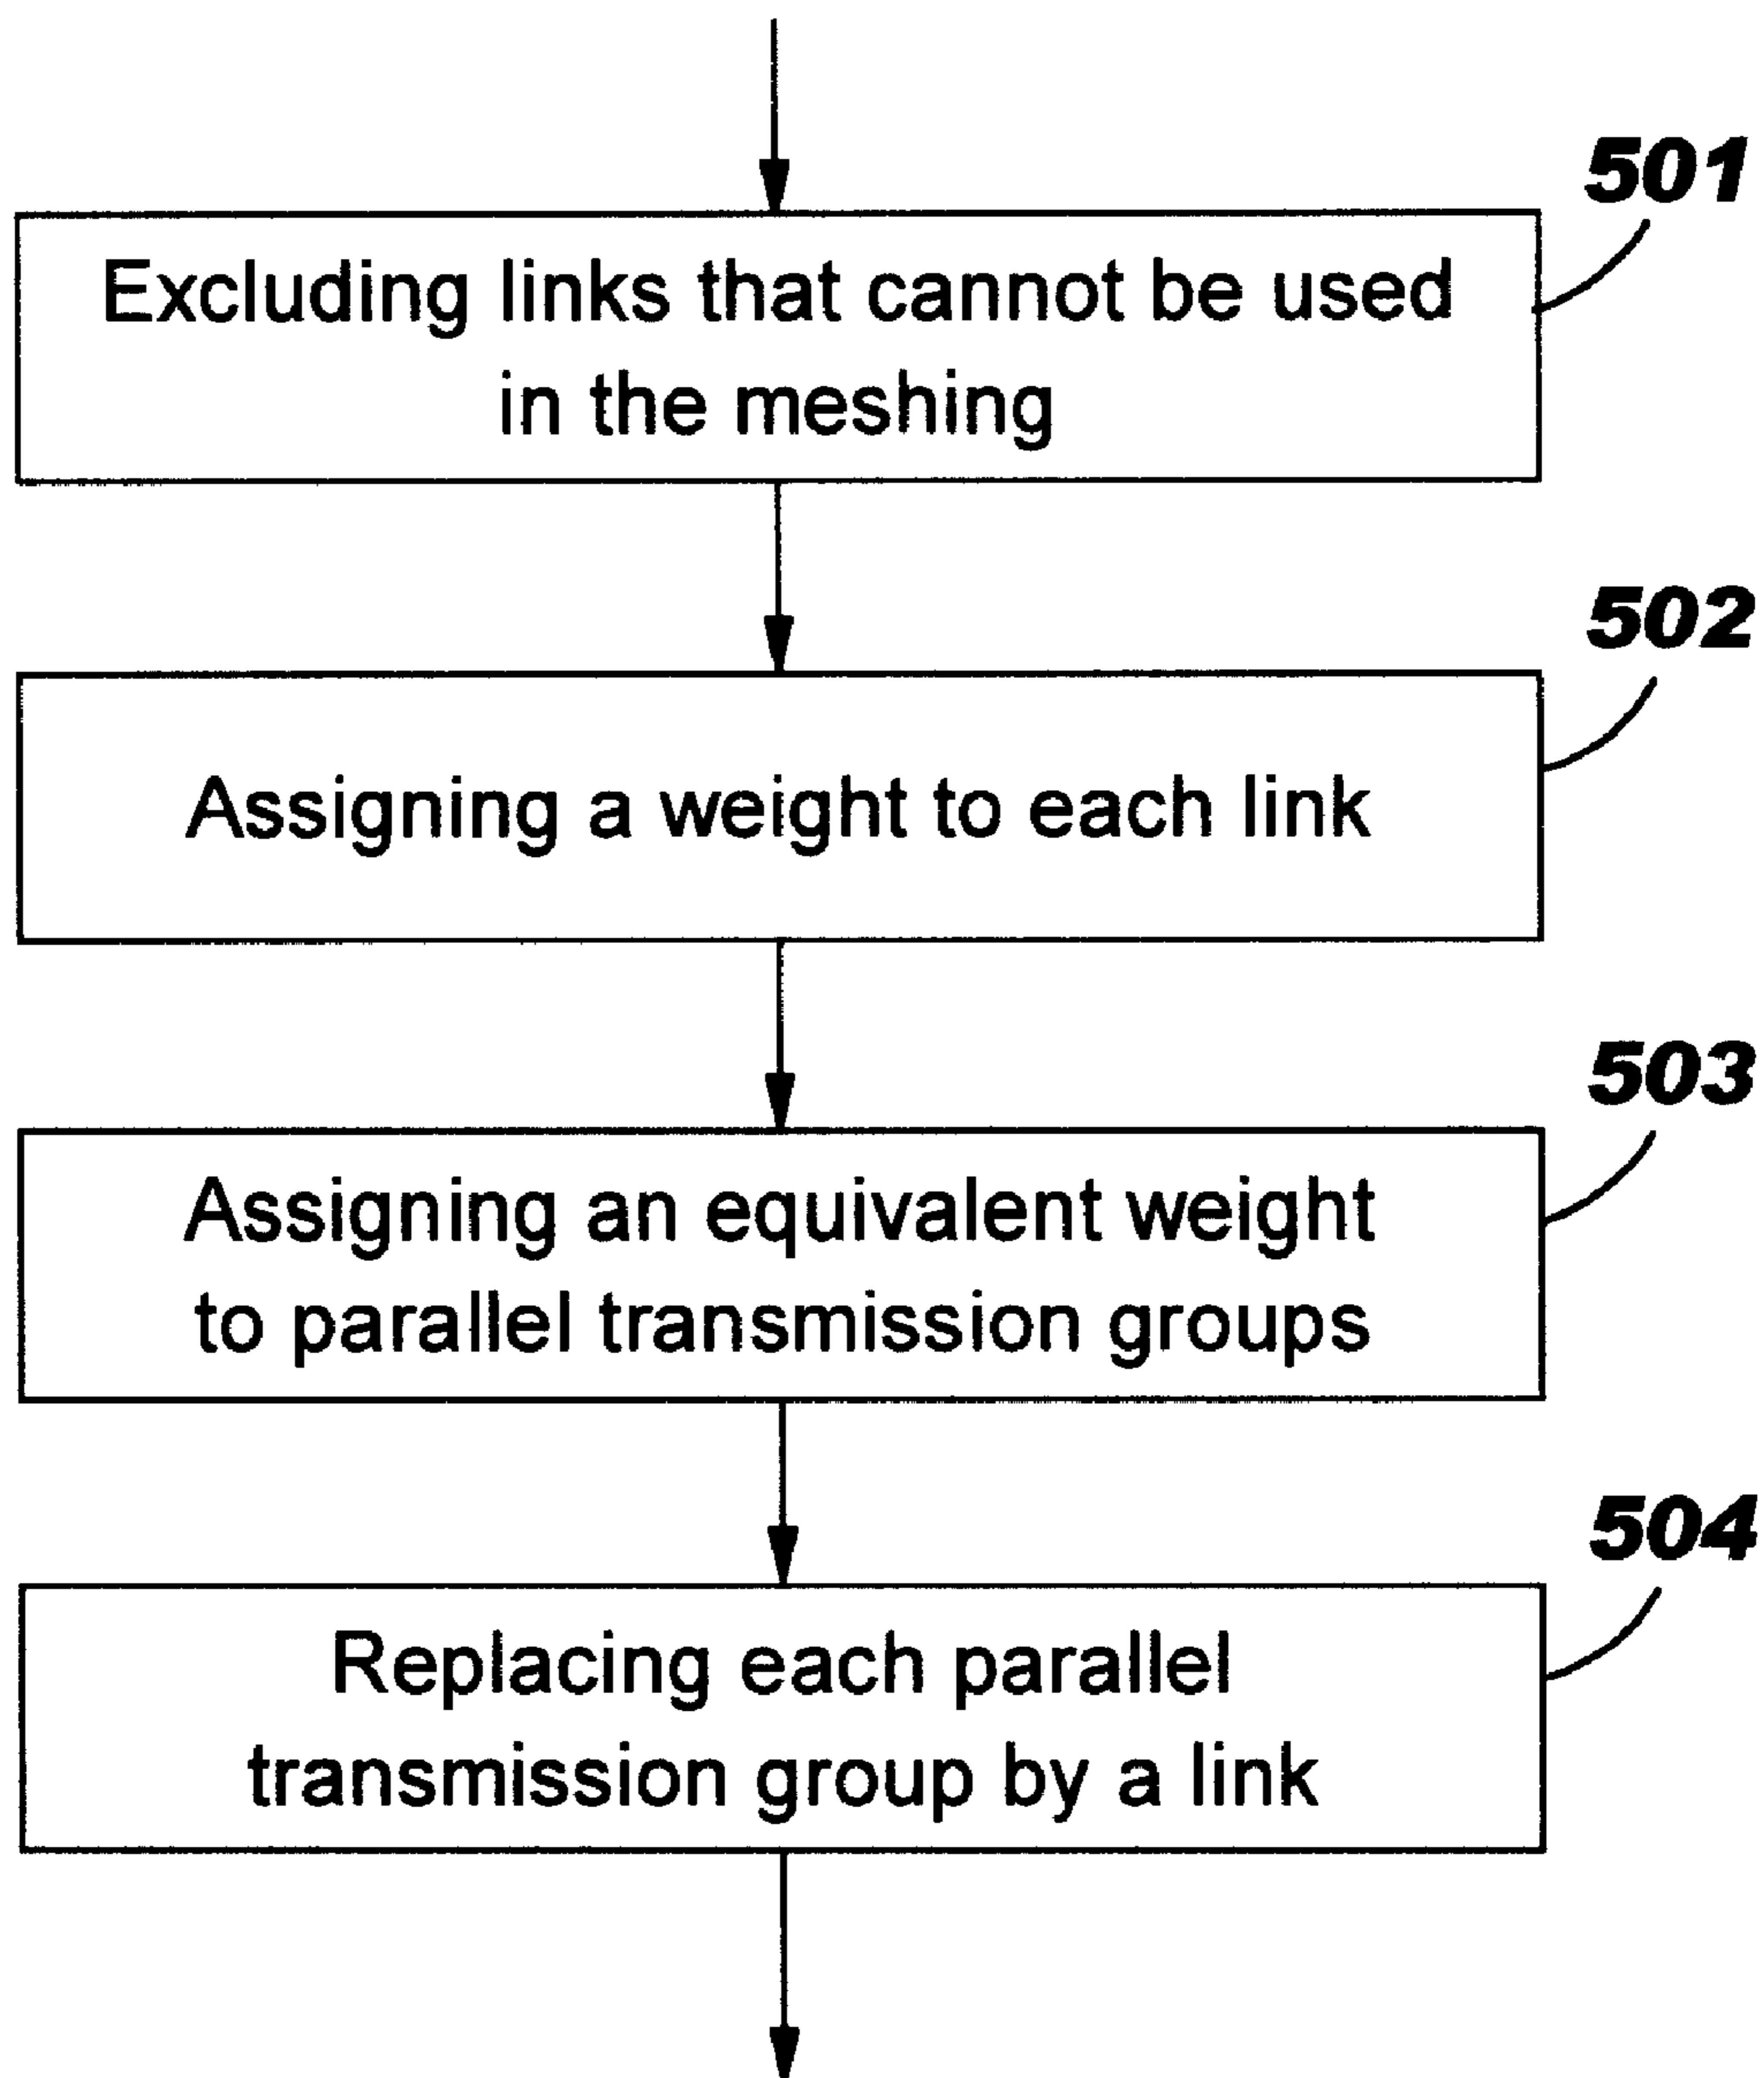 501
Excluding links that cannot be used
in the meshing
502
Assigning a weight to each link
503
Assigning an equivalent weight
to parallel transmission groups
504
Replacing each parallel
transmission group by a link